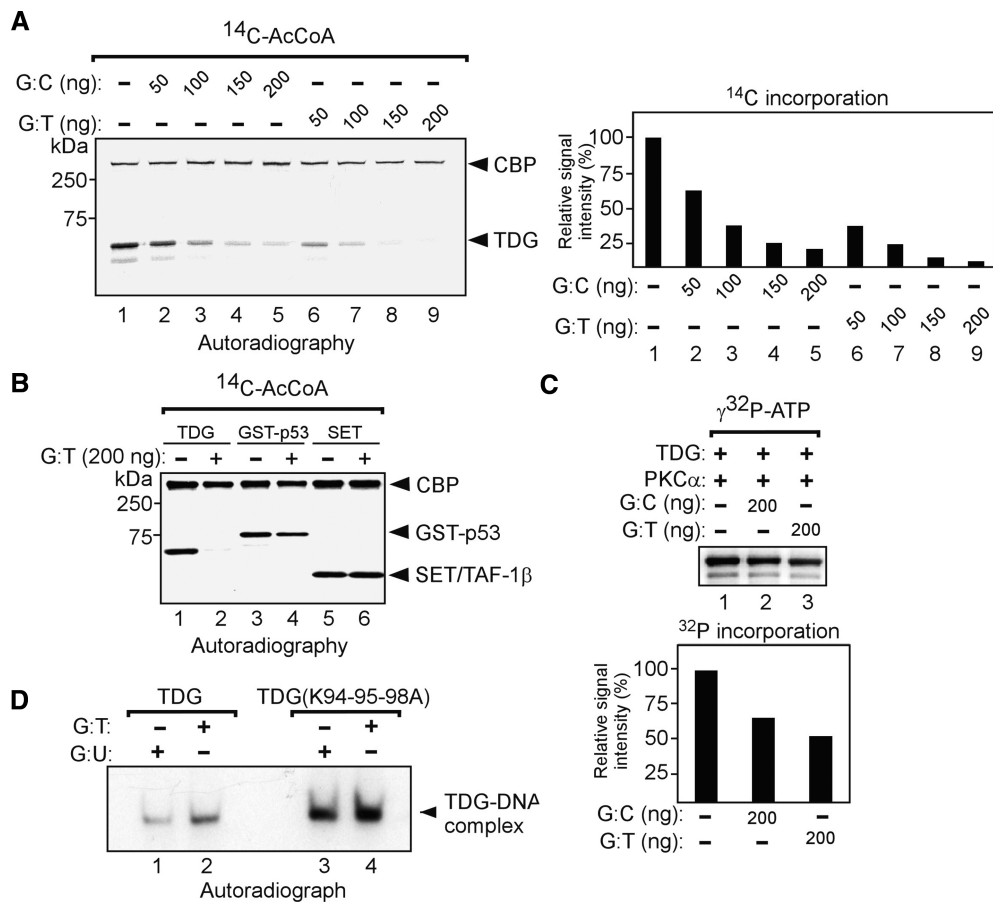 A
14C-AcCoA
G:C (ng): – 50 100 150 200 – – – –
G:T (ng): – – – – – 50 100 150 200
kDa
250
75
CBP
TDG
1 2 3 4 5 6 7 8 9
Autoradiography
14C incorporation
Relative signal
intensity (%)
100
75
50
25
G:C (ng): – 50 100 150 200 – – – –
G:T (ng): – – – – – 50 100 150 200
1 2 3 4 5 6 7 8 9
B
14C-AcCoA
TDG GST-p53 SET
G:T (200 ng): – + – + – +
kDa
250
75
CBP
GST-p53
SET/TAF-1β
1 2 3 4 5 6
Autoradiography
C
γ32P-ATP
TDG: + + +
PKCα: + + +
G:C (ng): – 200 –
G:T (ng): – – 200
1 2 3
32P incorporation
Relative signal
intensity (%)
100
75
50
25
G:C (ng): – 200 –
G:T (ng): – – 200
D
TDG TDG(K94-95-98A)
G:T: – + – +
G:U: + – + –
TDG-DNA
complex
1 2 3 4
Autoradiograph